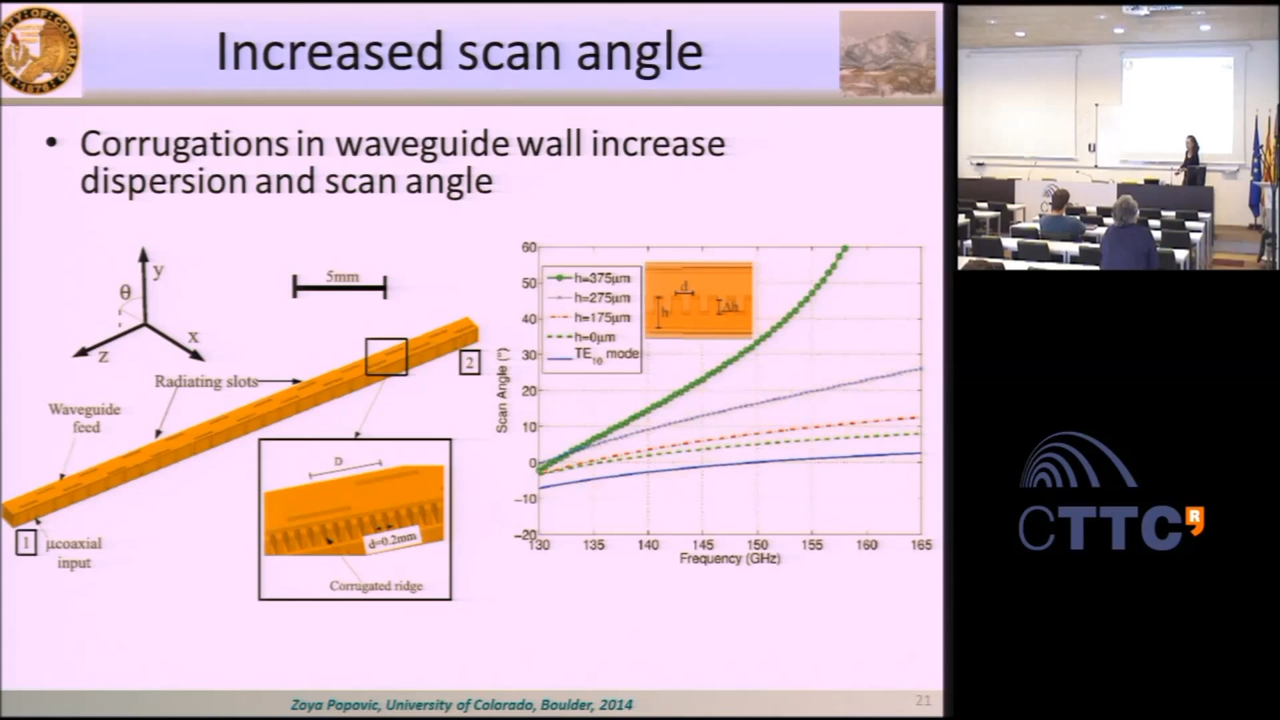 Increased scan angle
• Corrugations in waveguide wall increase
dispersion and scan angle
y
θ
x
z
5mm
2
Radiating slots
Waveguide
feed
D
d=0.2mm
Corrugated ridge
1
μcoaxial
input
60
50
40
30
20
10
0
−10
−20
Scan Angle (°)
h=375μm
h=275μm
h=175μm
h=0μm
TE10 mode
d
h
Δh
130 135 140 145 150 155 160 165
Frequency (GHz)
Zoya Popovic, University of Colorado, Boulder, 2014
21
CTTC
R